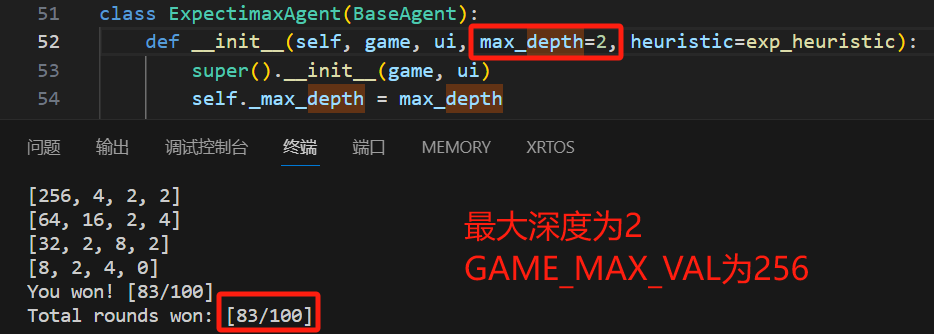 51 class ExpectimaxAgent(BaseAgent):
52 def __init__(self, game, ui, max_depth=2, heuristic=exp_heuristic):
53 super().__init__(game, ui)
54 self._max_depth = max_depth
问题 输出 调试控制台 终端 端口 MEMORY XRTOS
[256, 4, 2, 2]
[64, 16, 2, 4]
[32, 2, 8, 2]
[8, 2, 4, 0]
You won! [83/100]
Total rounds won: [83/100]
最大深度为2
GAME_MAX_VAL为256